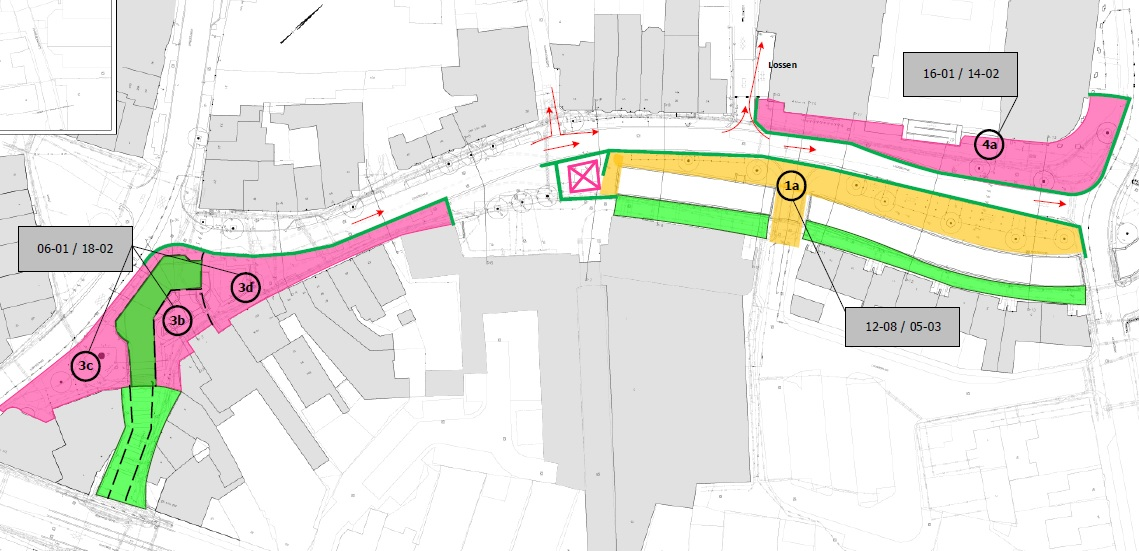 Lossen
16-01 / 14-02
4a
1a
06-01 / 18-02
3d
3b
3c
12-08 / 05-03